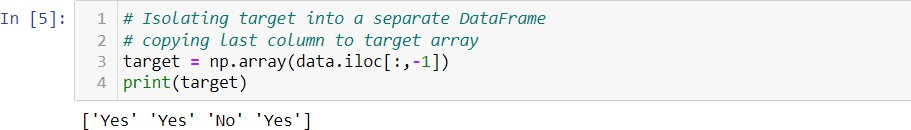 In [5]:
1 # Isolating target into a separate DataFrame
2 # copying last column to target array
3 target = np.array(data.iloc[:,-1])
4 print(target)
['Yes' 'Yes' 'No' 'Yes']